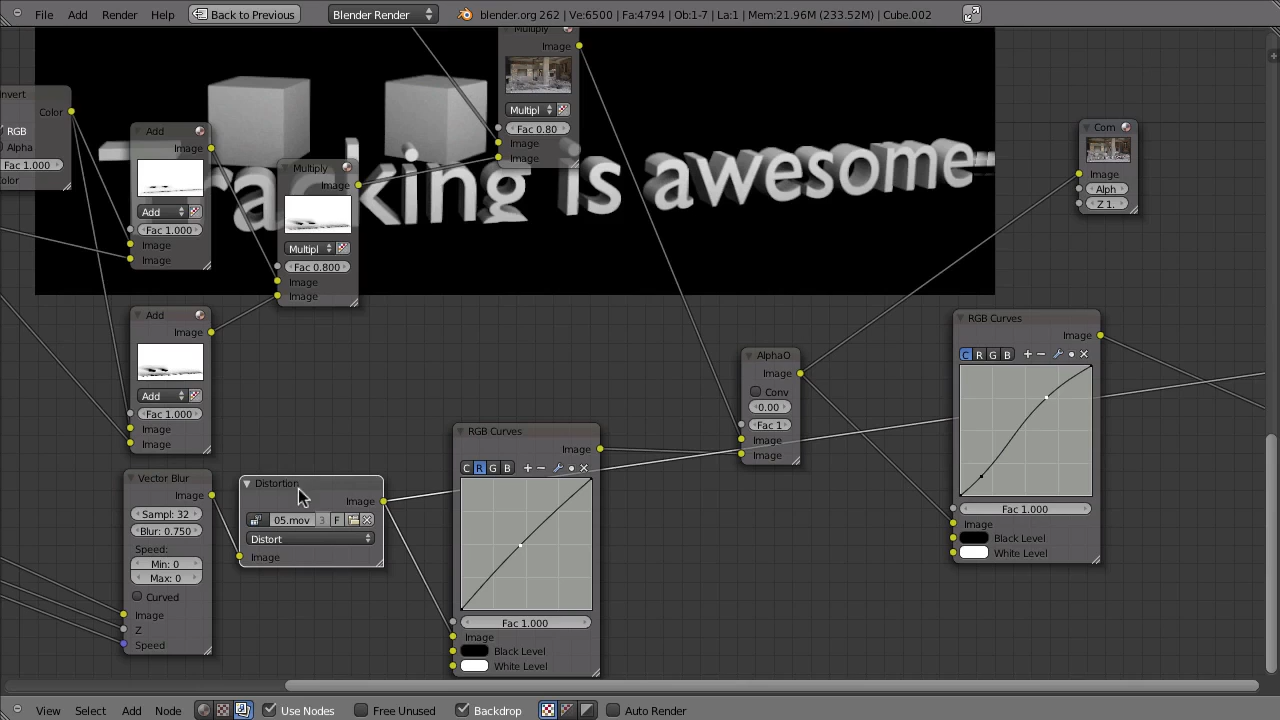 File Add Render Help Back to Previous Blender Render blender.org 262 | Ve:6500 | Fa:4794 | Ob:1-7 | La:1 | Mem:21.96M (233.52M) | Cube.002
Multiply
Image
Multipl
Fac 0.80
Image
Image
nvert
Color
RGB
Alpha
Fac 1.000
olor
Add
Image
Add
Fac 1.000
Image
Image
Multiply
Image
Multipl
Fac 0.800
Image
Image
king is awesome
Com
Image
Alph
Z 1.
Add
Image
Add
Fac 1.000
Image
Image
Vector Blur
Image
Sampl: 32
Blur: 0.750
Speed:
Min: 0
Max: 0
Curved
Image
Z
Speed
Distortion
Image
05.mov 3 F
Distort
Image
RGB Curves
Image
C R G B
Fac 1.000
Image
Black Level
White Level
AlphaO
Image
Conv
0.00
Fac 1
Image
Image
RGB Curves
Image
C R G B
Fac 1.000
Image
Black Level
White Level
View Select Add Node Use Nodes Free Unused Backdrop Auto Render